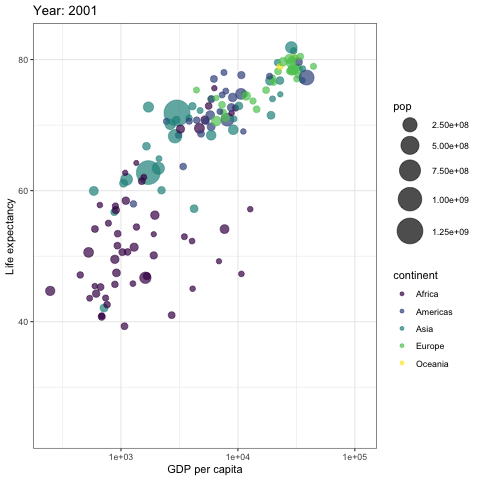 Year: 2001
80
60
40
Life expectancy
1e+03
1e+04
1e+05
GDP per capita
pop
2.50e+08
5.00e+08
7.50e+08
1.00e+09
1.25e+09
continent
Africa
Americas
Asia
Europe
Oceania